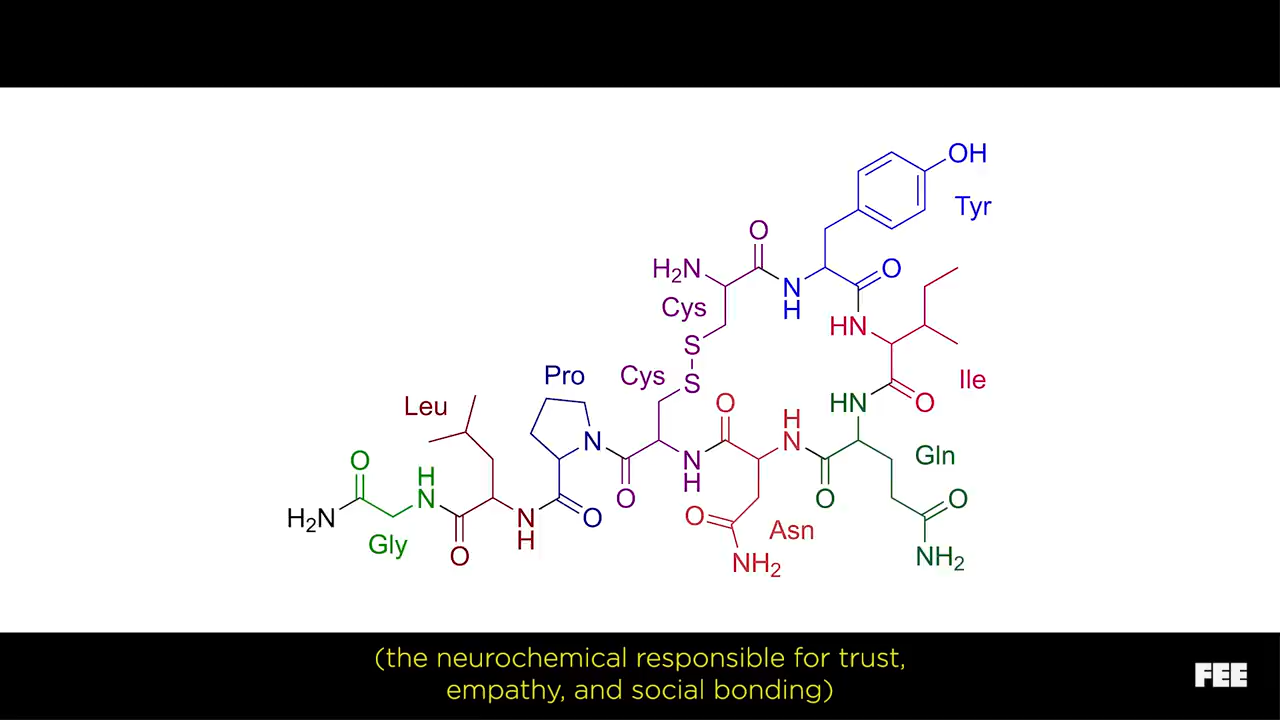 OH
Tyr
O
H₂N
O
Cys
N
H
S
HN
Pro
Cys
S
Ile
Leu
O
H
HN
O
N
N
O
Gln
O
H
N
H
O
O
O
H₂N
N
H
O
O
Asn
Gly
O
NH₂
NH₂
(the neurochemical responsible for trust,
empathy, and social bonding)
FEE